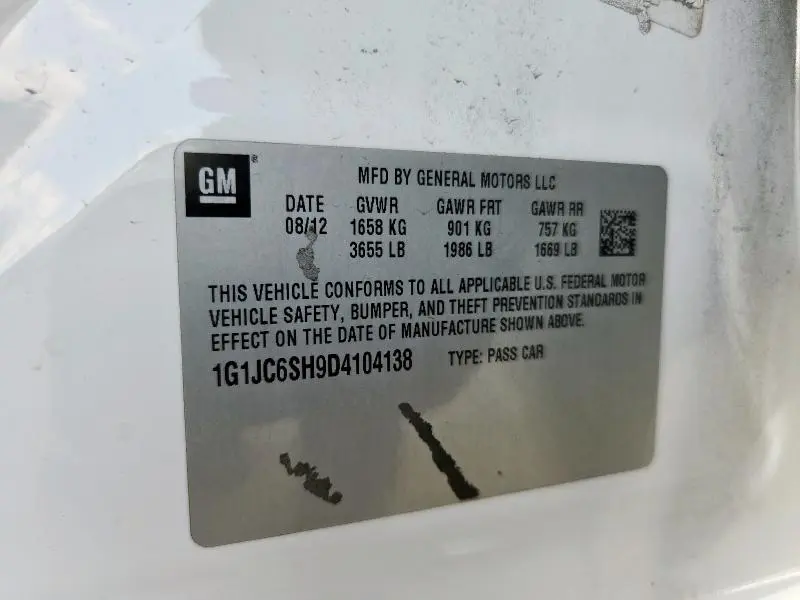 GM®
MFD BY GENERAL MOTORS LLC
DATE GVWR GAWR FRT GAWR RR
08/12 1658 KG 901 KG 757 KG
3655 LB 1986 LB 1669 LB
THIS VEHICLE CONFORMS TO ALL APPLICABLE U.S. FEDERAL MOTOR
VEHICLE SAFETY, BUMPER, AND THEFT PREVENTION STANDARDS IN
EFFECT ON THE DATE OF MANUFACTURE SHOWN ABOVE.
1G1JC6SH9D4104138 TYPE: PASS CAR